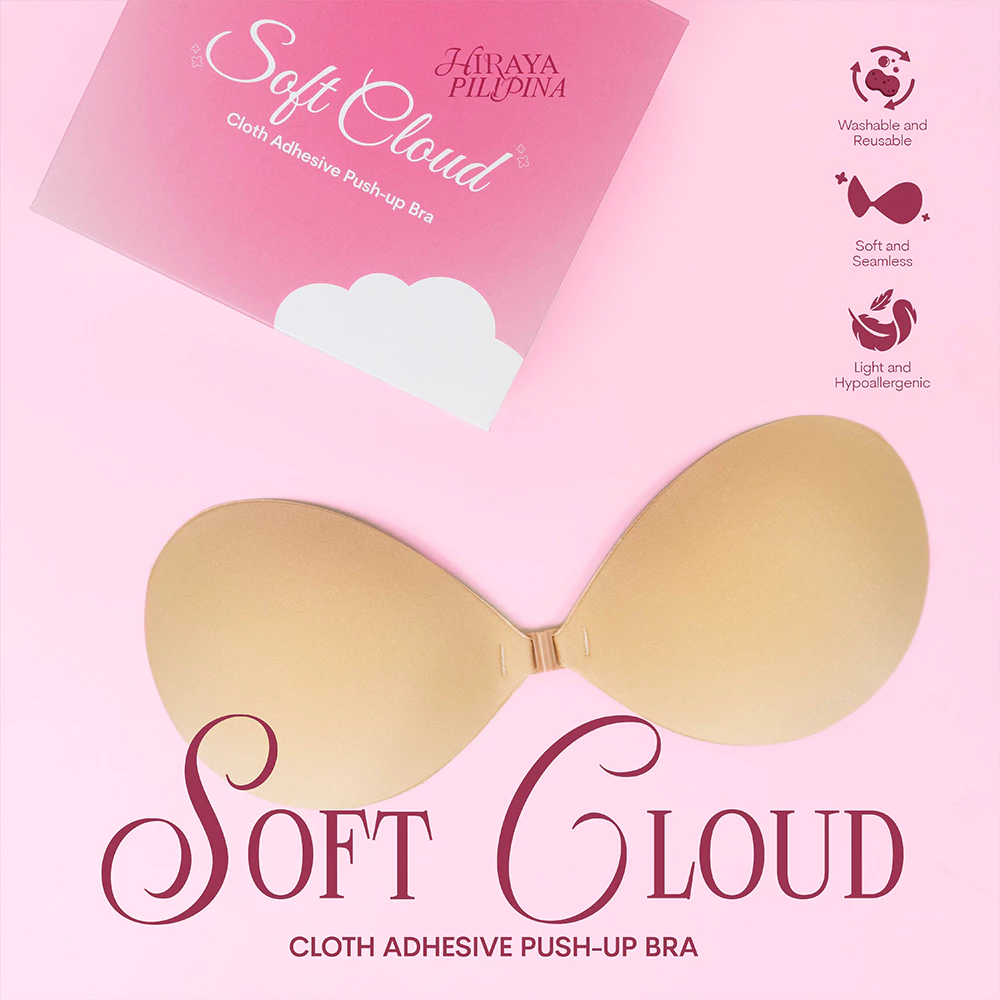 Soft Cloud
Cloth Adhesive Push-up Bra
HIRAYA
PILIPINA
Washable and
Reusable
Soft and
Seamless
Light and
Hypoallergenic
SOFT CLOUD
CLOTH ADHESIVE PUSH-UP BRA